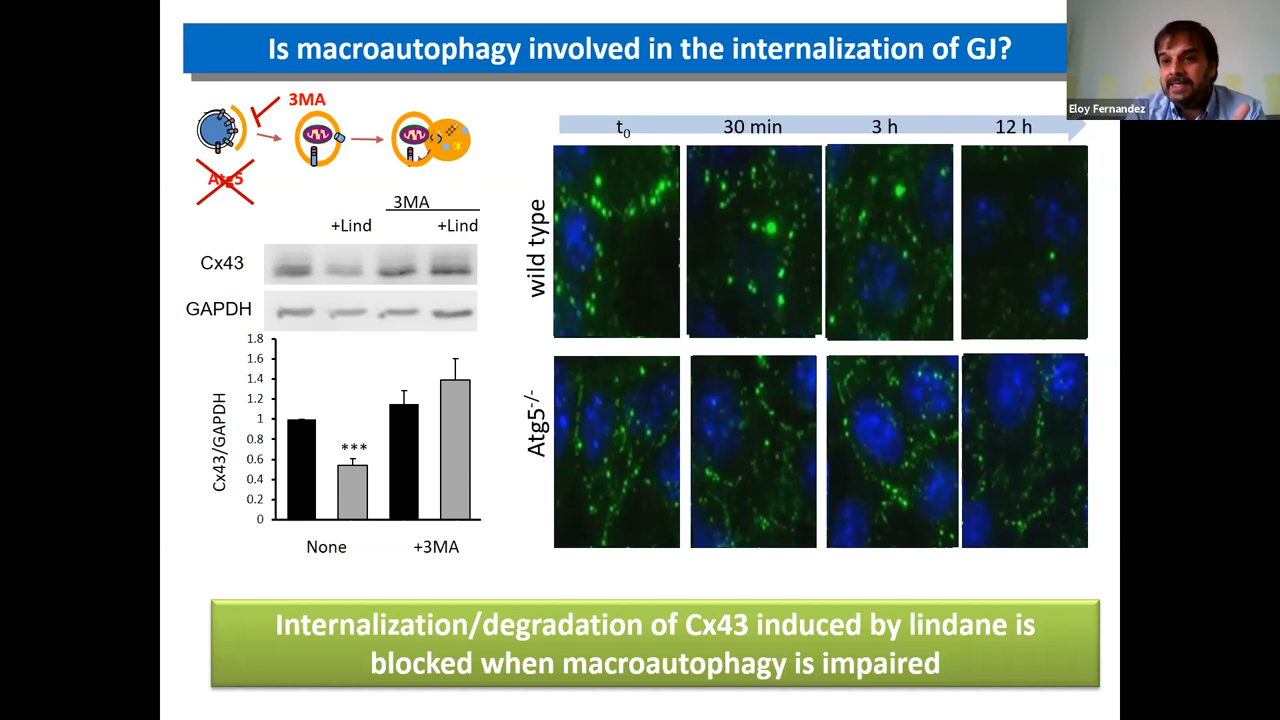 Is macroautophagy involved in the internalization of GJ?
Eloy Fernandez
3MA
Atg5
t₀ 30 min 3 h 12 h
3MA
+Lind +Lind
Cx43
GAPDH
wild type
Atg5⁻/⁻
1.8
1.6
1.4
1.2
1
0.8
0.6
0.4
0.2
0
Cx43/GAPDH
***
None +3MA
Internalization/degradation of Cx43 induced by lindane is
blocked when macroautophagy is impaired